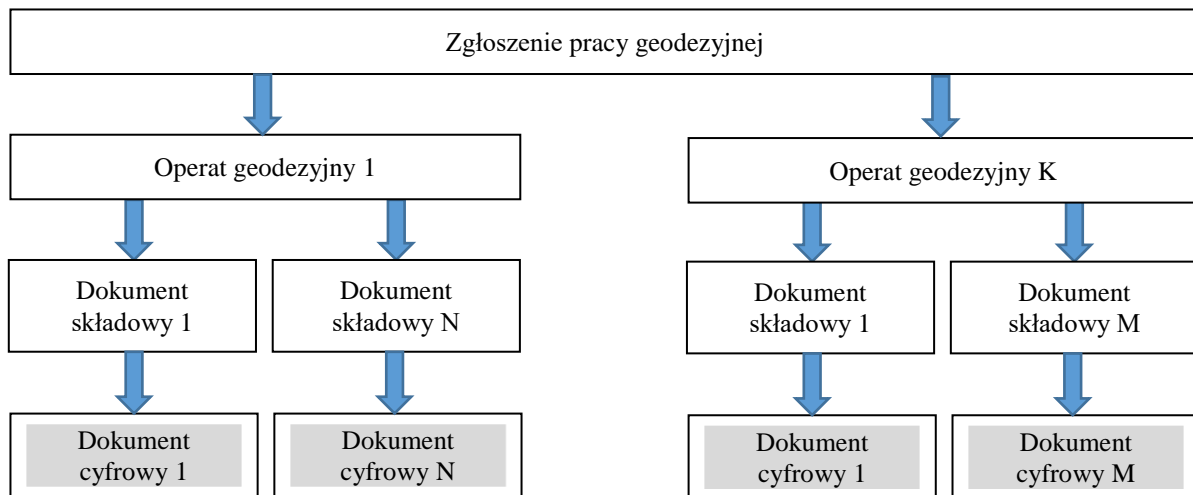 Zgłoszenie pracy geodezyjnej
Operat geodezyjny 1
Operat geodezyjny K
Dokument
składowy 1
Dokument
składowy N
Dokument
składowy 1
Dokument
składowy M
Dokument
cyfrowy 1
Dokument
cyfrowy N
Dokument
cyfrowy 1
Dokument
cyfrowy M